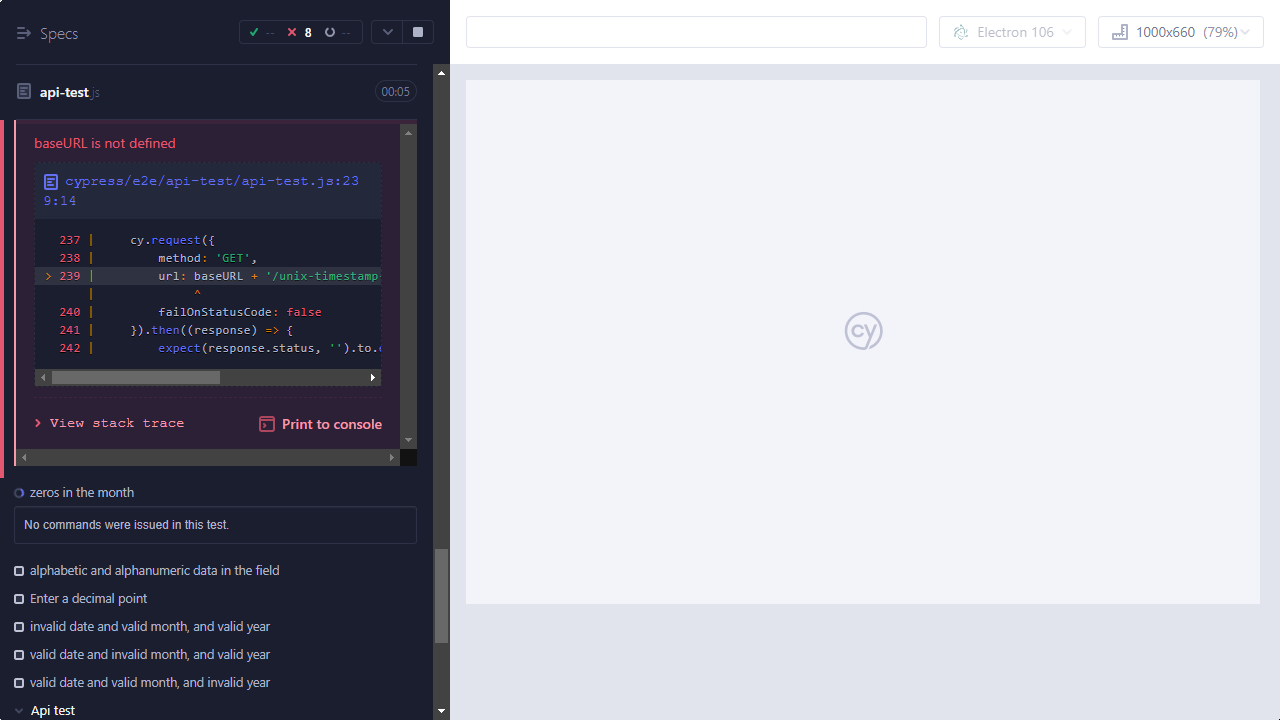 Specs
-- 8 --
Electron 106
1000x660 (79%)
api-test.js
00:05
baseURL is not defined
cypress/e2e/api-test/api-test.js:23
9:14
237 | cy.request({
238 | method: 'GET',
> 239 | url: baseURL + '/unix-timestamp-
| ^
240 | failOnStatusCode: false
241 | }).then((response) => {
242 | expect(response.status, '').to.
> View stack trace
Print to console
zeros in the month
No commands were issued in this test.
alphabetic and alphanumeric data in the field
Enter a decimal point
invalid date and valid month, and valid year
valid date and invalid month, and valid year
valid date and valid month, and invalid year
Api test
cy